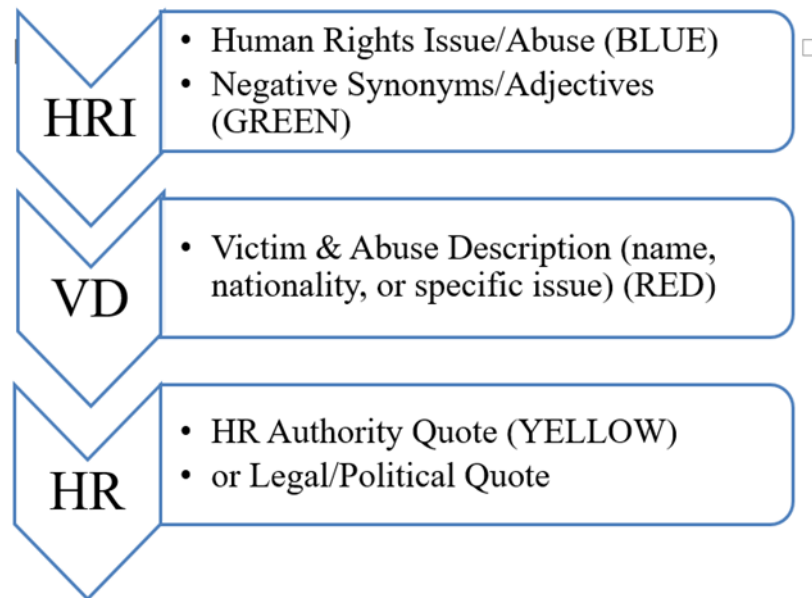 HRI
• Human Rights Issue/Abuse (BLUE)
• Negative Synonyms/Adjectives
(GREEN)
VD
• Victim & Abuse Description (name,
nationality, or specific issue) (RED)
HR
• HR Authority Quote (YELLOW)
• or Legal/Political Quote